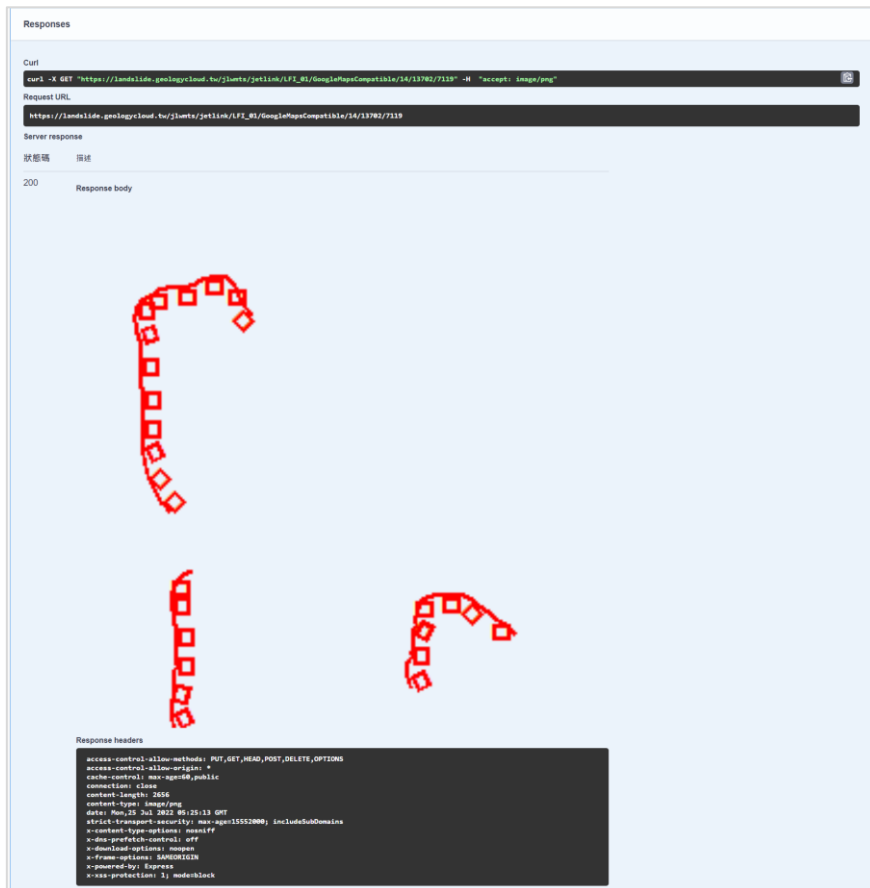 Responses
Curl
curl -X GET "https://landslide.geologycloud.tw/jlwmts/jetlink/LFI_01/GoogleMapsCompatible/14/13702/7119" -H  "accept: image/png"
Request URL
https://landslide.geologycloud.tw/jlwmts/jetlink/LFI_01/GoogleMapsCompatible/14/13702/7119
Server response
狀態碼 描述
200 Response body
Response headers
access-control-allow-methods: PUT,GET,HEAD,POST,DELETE,OPTIONS
access-control-allow-origin: *
cache-control: max-age=60,public
connection: close
content-length: 2656
content-type: image/png
date: Mon,25 Jul 2022 05:25:13 GMT
strict-transport-security: max-age=15552000; includeSubDomains
x-content-type-options: nosniff
x-dns-prefetch-control: off
x-download-options: noopen
x-frame-options: SAMEORIGIN
x-powered-by: Express
x-xss-protection: 1; mode=block